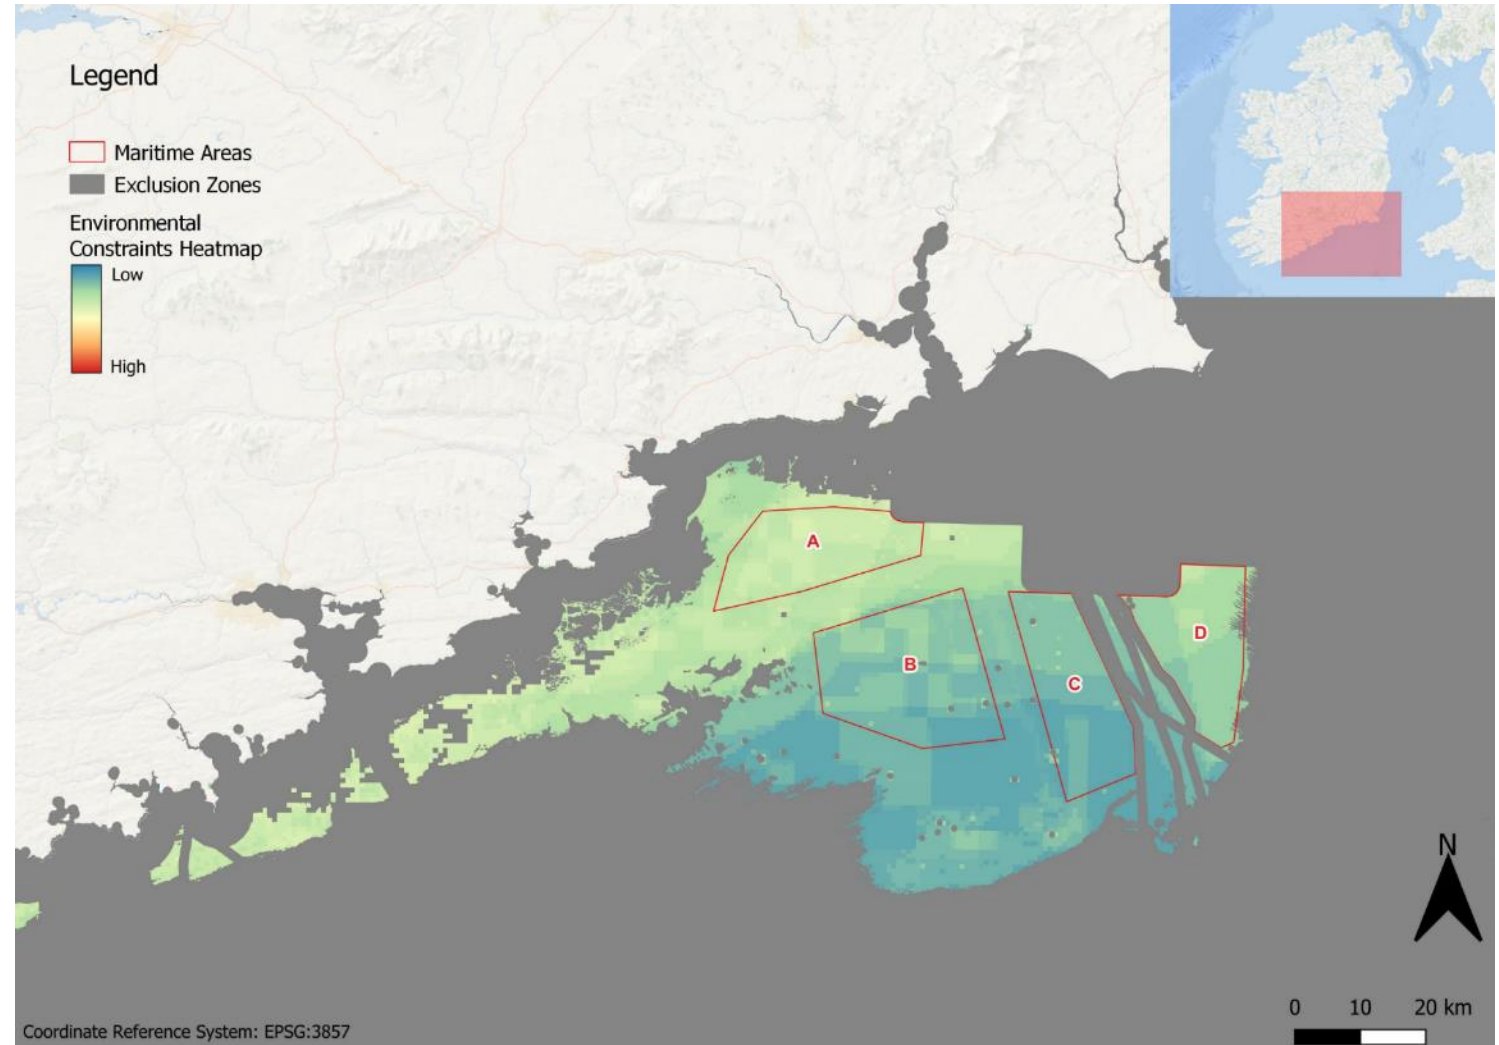 Legend
Maritime Areas
Exclusion Zones
Environmental
Constraints Heatmap
Low
High
A
B
C
D
N
0 10 20 km
Coordinate Reference System: EPSG:3857